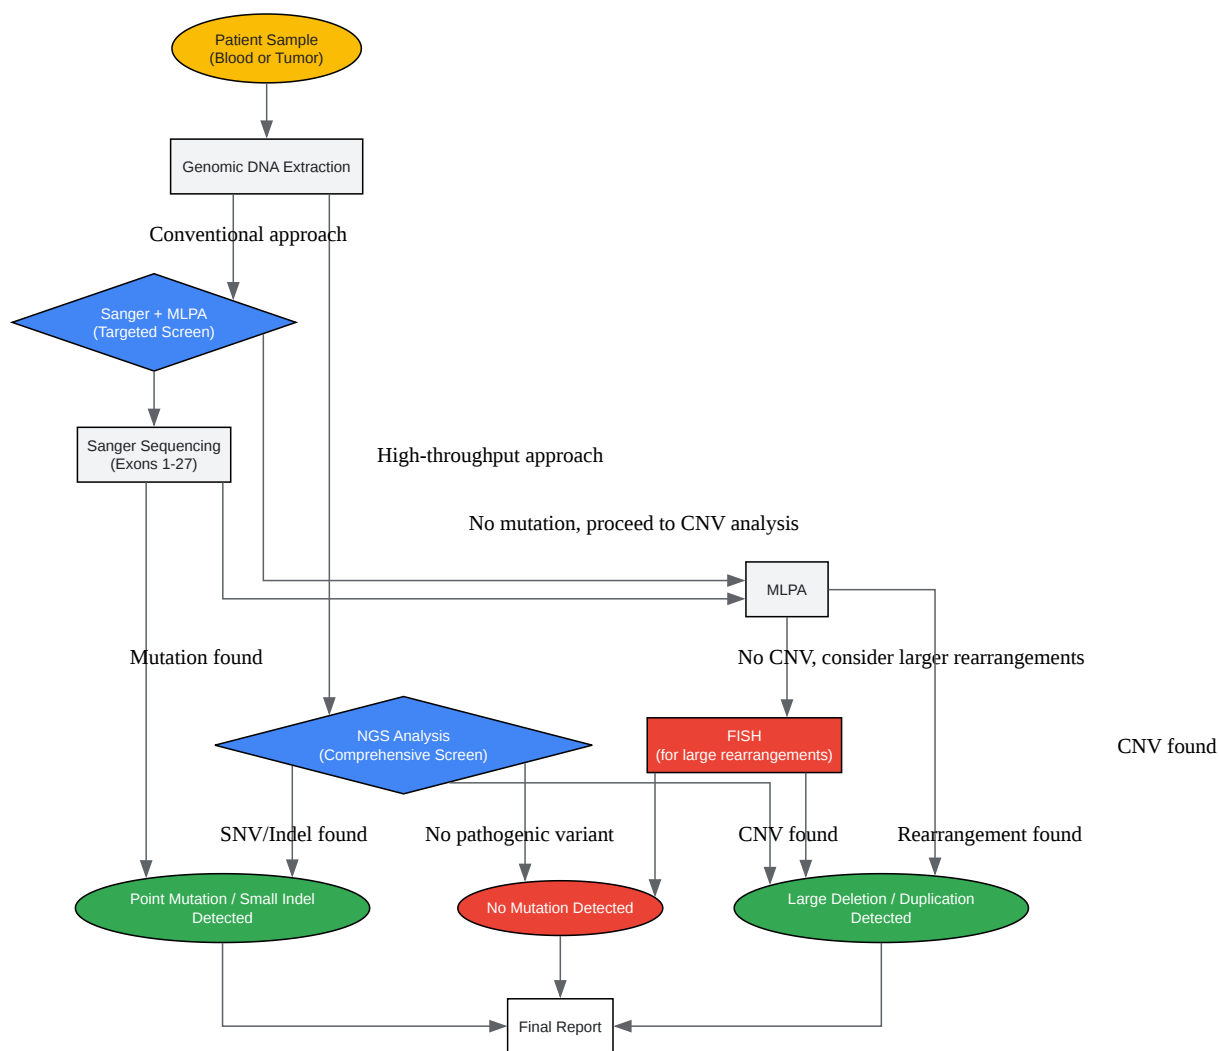 Patient Sample
(Blood or Tumor)
Genomic DNA Extraction
Conventional approach
Sanger + MLPA
(Targeted Screen)
Sanger Sequencing
(Exons 1-27)
High-throughput approach
No mutation, proceed to CNV analysis
MLPA
Mutation found
No CNV, consider larger rearrangements
NGS Analysis
(Comprehensive Screen)
FISH
(for large rearrangements)
CNV found
SNV/Indel found
No pathogenic variant
CNV found
Rearrangement found
Point Mutation / Small Indel
Detected
No Mutation Detected
Large Deletion / Duplication
Detected
Final Report